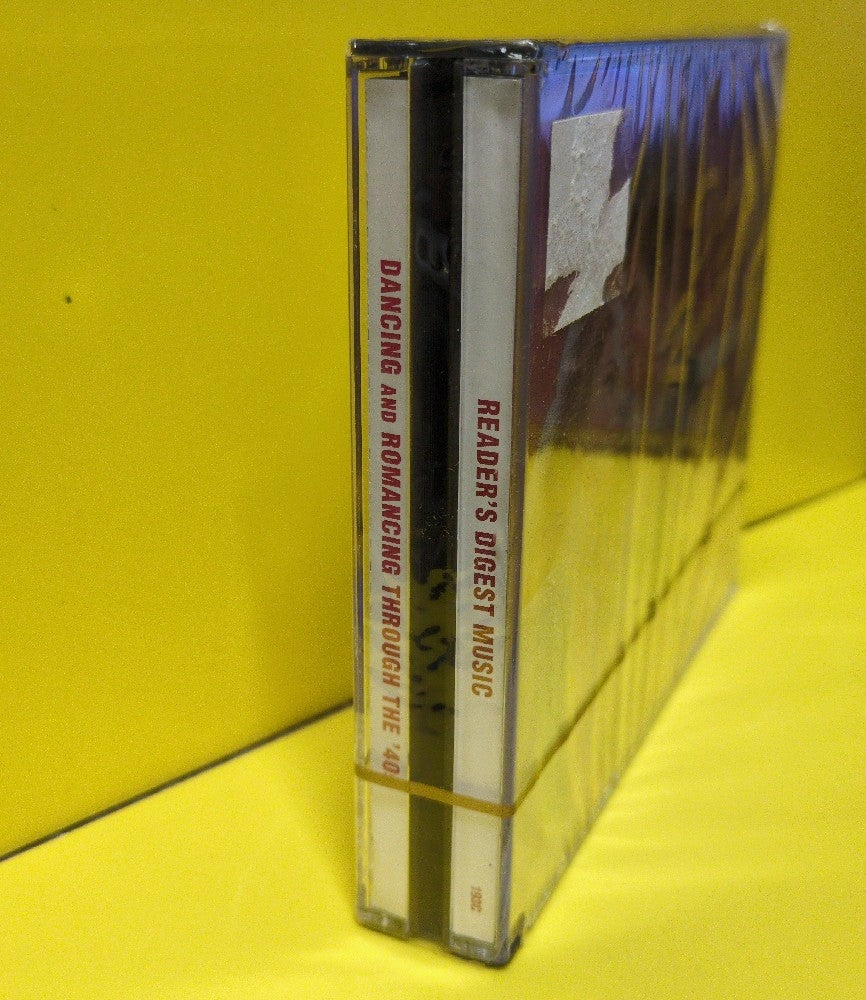 DANCING AND ROMANCING THROUGH THE '40
READER'S DIGEST MUSIC